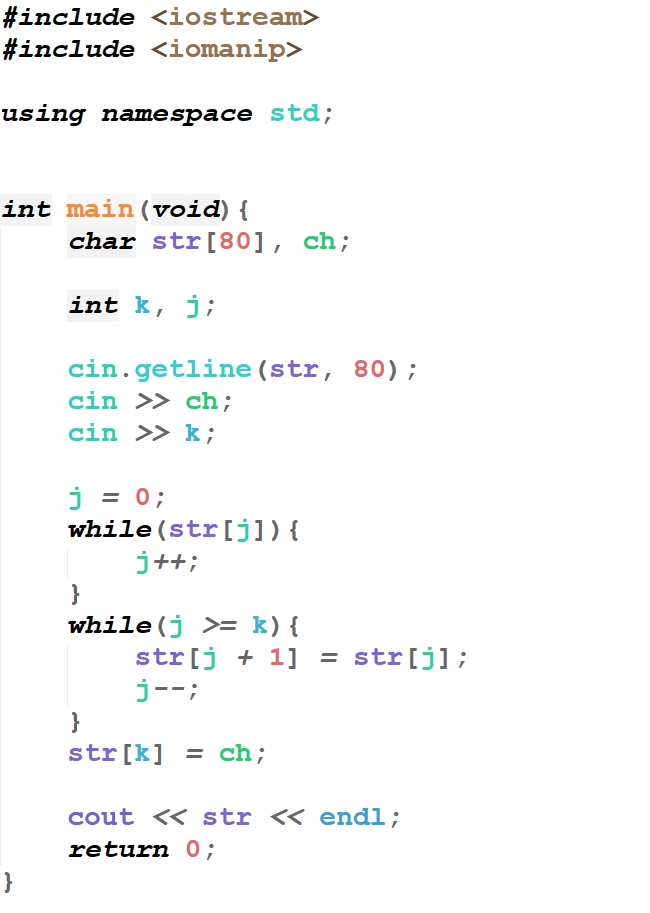 #include <iostream>
#include <iomanip>
using namespace std;
int main(void){
char str[80], ch;
int k, j;
cin.getline(str, 80);
cin >> ch;
cin >> k;
j = 0;
while(str[j]){
j++;
}
while(j >= k){
str[j + 1] = str[j];
j--;
}
str[k] = ch;
cout << str << endl;
return 0;
}